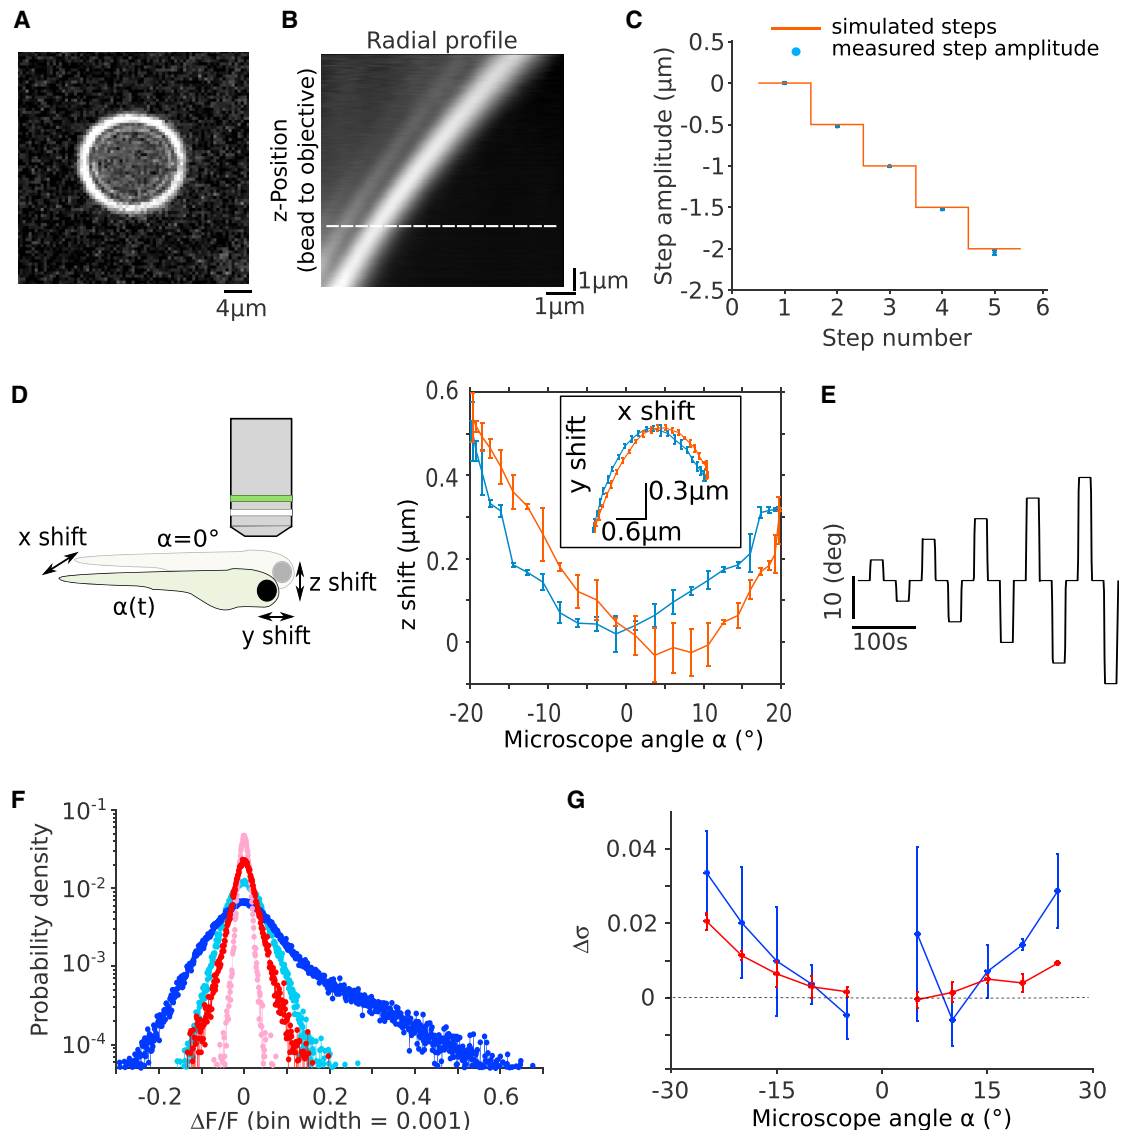 A
4μm
B
Radial profile
z-Position
(bead to objective)
1μm
1μm
C
simulated steps
measured step amplitude
Step amplitude (μm)
0.5
0
-0.5
-1
-1.5
-2
-2.5
0 1 2 3 4 5 6
Step number
D
x shift
α=0°
α(t)
z shift
y shift
z shift (μm)
0.6
0.4
0.2
0
x shift
y shift
0.3μm
0.6μm
-20 -10 0 10 20
Microscope angle α (°)
E
10 (deg)
100s
F
Probability density
10-1
10-2
10-3
10-4
-0.2 0 0.2 0.4 0.6
ΔF/F (bin width = 0.001)
G
Δσ
0.04
0.02
0
-30 -15 0 15 30
Microscope angle α (°)